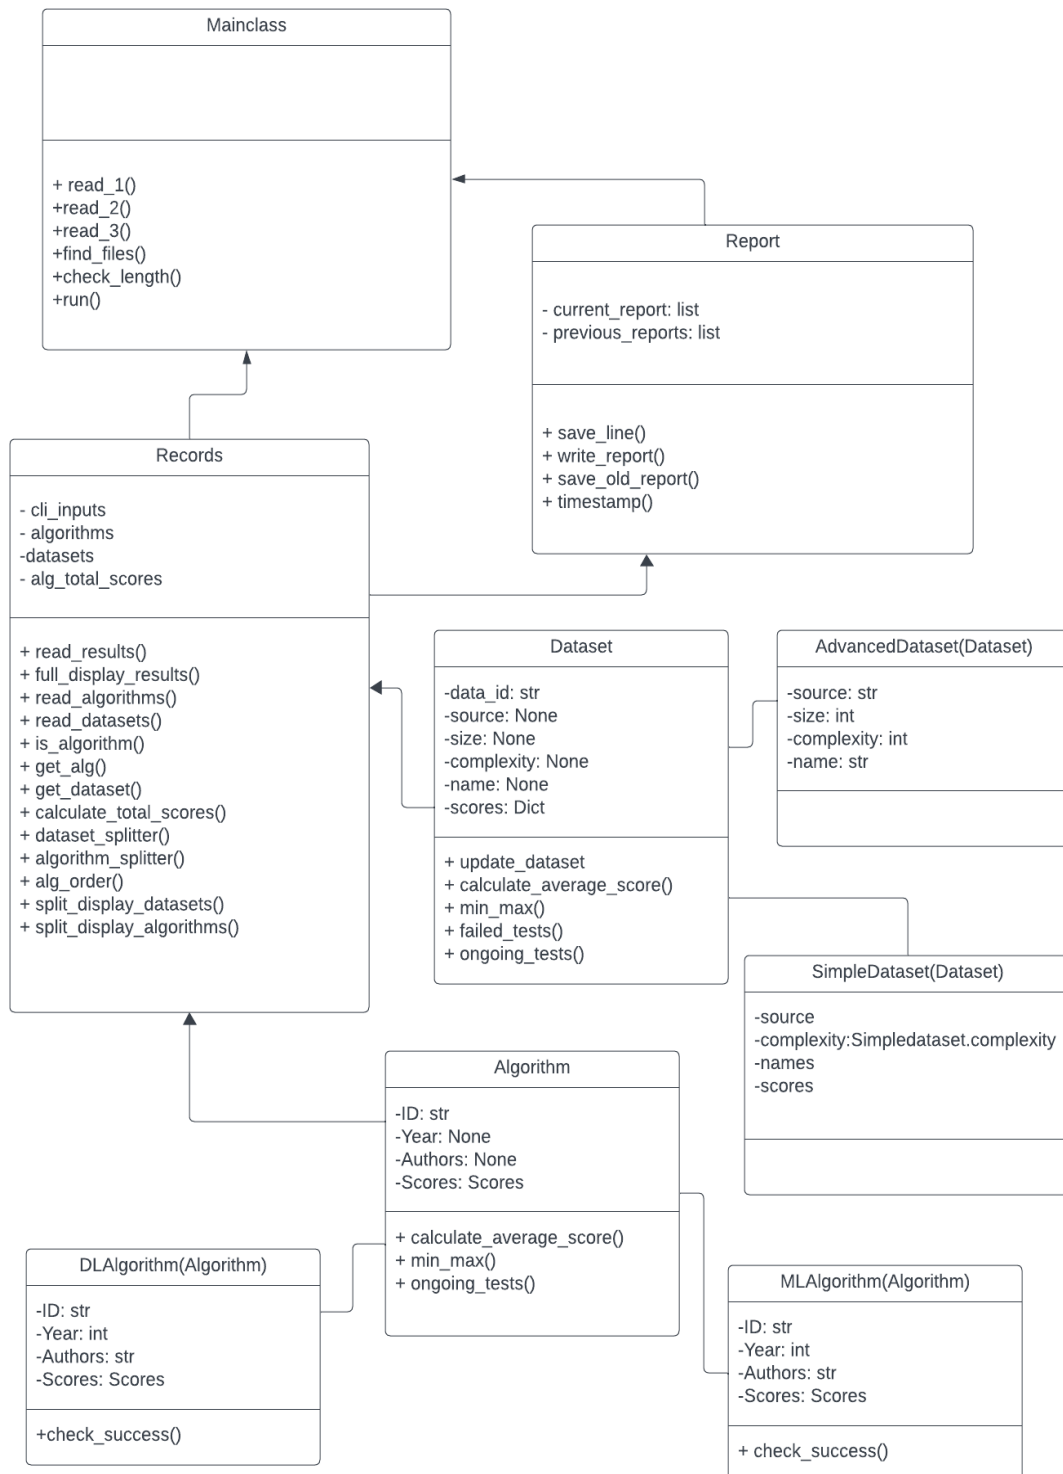 Mainclass
+ read_1()
+read_2()
+read_3()
+find_files()
+check_length()
+run()
Report
- current_report: list
- previous_reports: list
+ save_line()
+ write_report()
+ save_old_report()
+ timestamp()
Records
- cli_inputs
- algorithms
-datasets
- alg_total_scores
+ read_results()
+ full_display_results()
+ read_algorithms()
+ read_datasets()
+ is_algorithm()
+ get_alg()
+ get_dataset()
+ calculate_total_scores()
+ dataset_splitter()
+ algorithm_splitter()
+ alg_order()
+ split_display_datasets()
+ split_display_algorithms()
Dataset
-data_id: str
-source: None
-size: None
-complexity: None
-name: None
-scores: Dict
+ update_dataset
+ calculate_average_score()
+ min_max()
+ failed_tests()
+ ongoing_tests()
AdvancedDataset(Dataset)
-source: str
-size: int
-complexity: int
-name: str
SimpleDataset(Dataset)
-source
-complexity:Simpledataset.complexity
-names
-scores
Algorithm
-ID: str
-Year: None
-Authors: None
-Scores: Scores
+ calculate_average_score()
+ min_max()
+ ongoing_tests()
DLAlgorithm(Algorithm)
-ID: str
-Year: int
-Authors: str
-Scores: Scores
+check_success()
MLAlgorithm(Algorithm)
-ID: str
-Year: int
-Authors: str
-Scores: Scores
+ check_success()